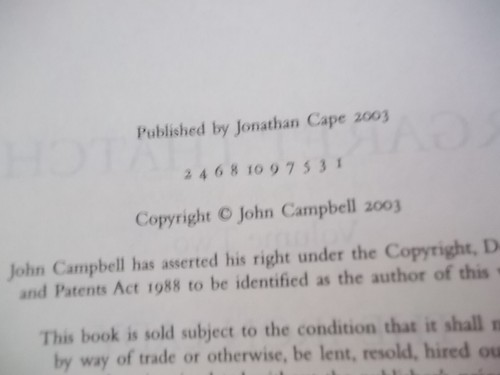 Published by Jonathan Cape 2003
2 4 6 8 10 9 7 5 3 1
Copyright © John Campbell 2003
John Campbell has asserted his right under the Copyright,
and Patents Act 1988 to be identified as the author of this
This book is sold subject to the condition that it shall
by way of trade or otherwise, be lent, resold, hired